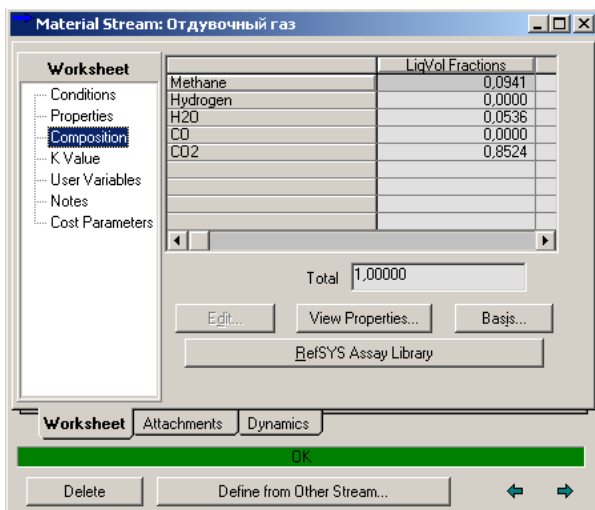 Material Stream: Отдувочный газ
Worksheet
Conditions
Properties
Composition
K Value
User Variables
Notes
Cost Parameters
LiqVol Fractions
Methane 0,0941
Hydrogen 0,0000
H2O 0,0536
CO 0,0000
CO2 0,8524
Total 1,00000
Edit... View Properties... Basis...
RefSYS Assay Library
Worksheet Attachments Dynamics
OK
Delete Define from Other Stream...